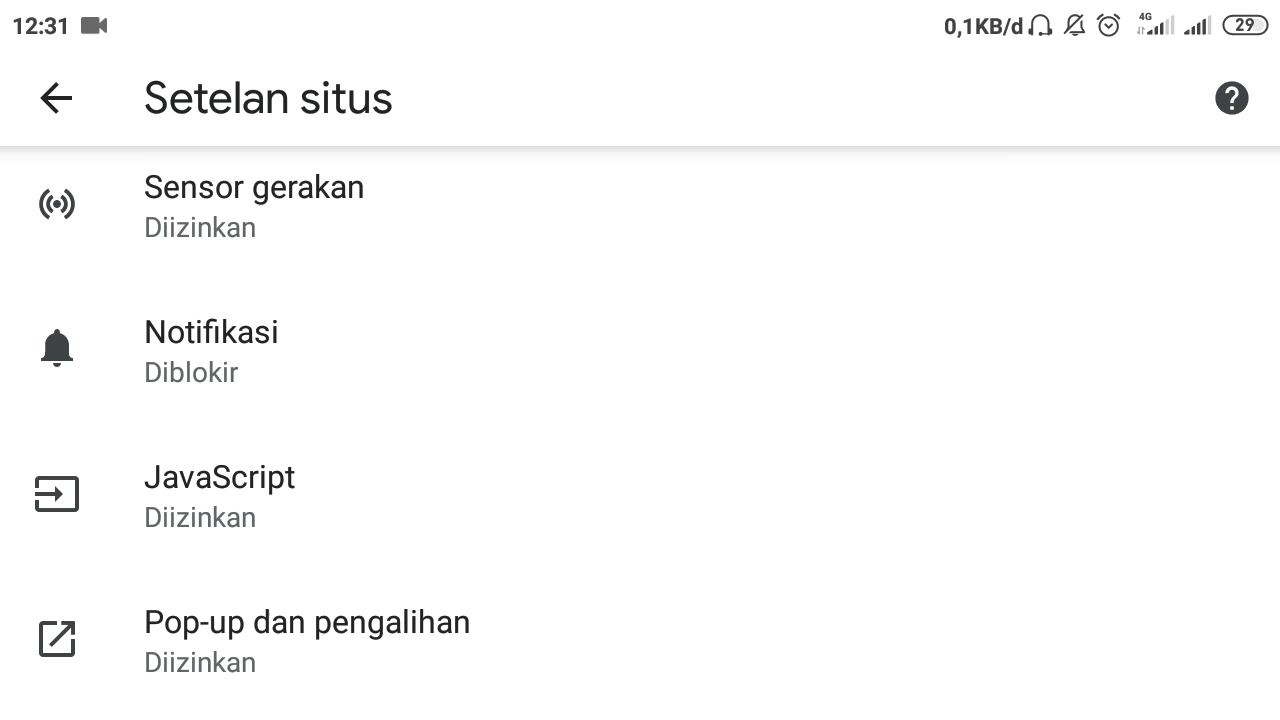 12:31 0,1KB/d 4G 29
Setelan situs
Sensor gerakan
Diizinkan
Notifikasi
Diblokir
JavaScript
Diizinkan
Pop-up dan pengalihan
Diizinkan